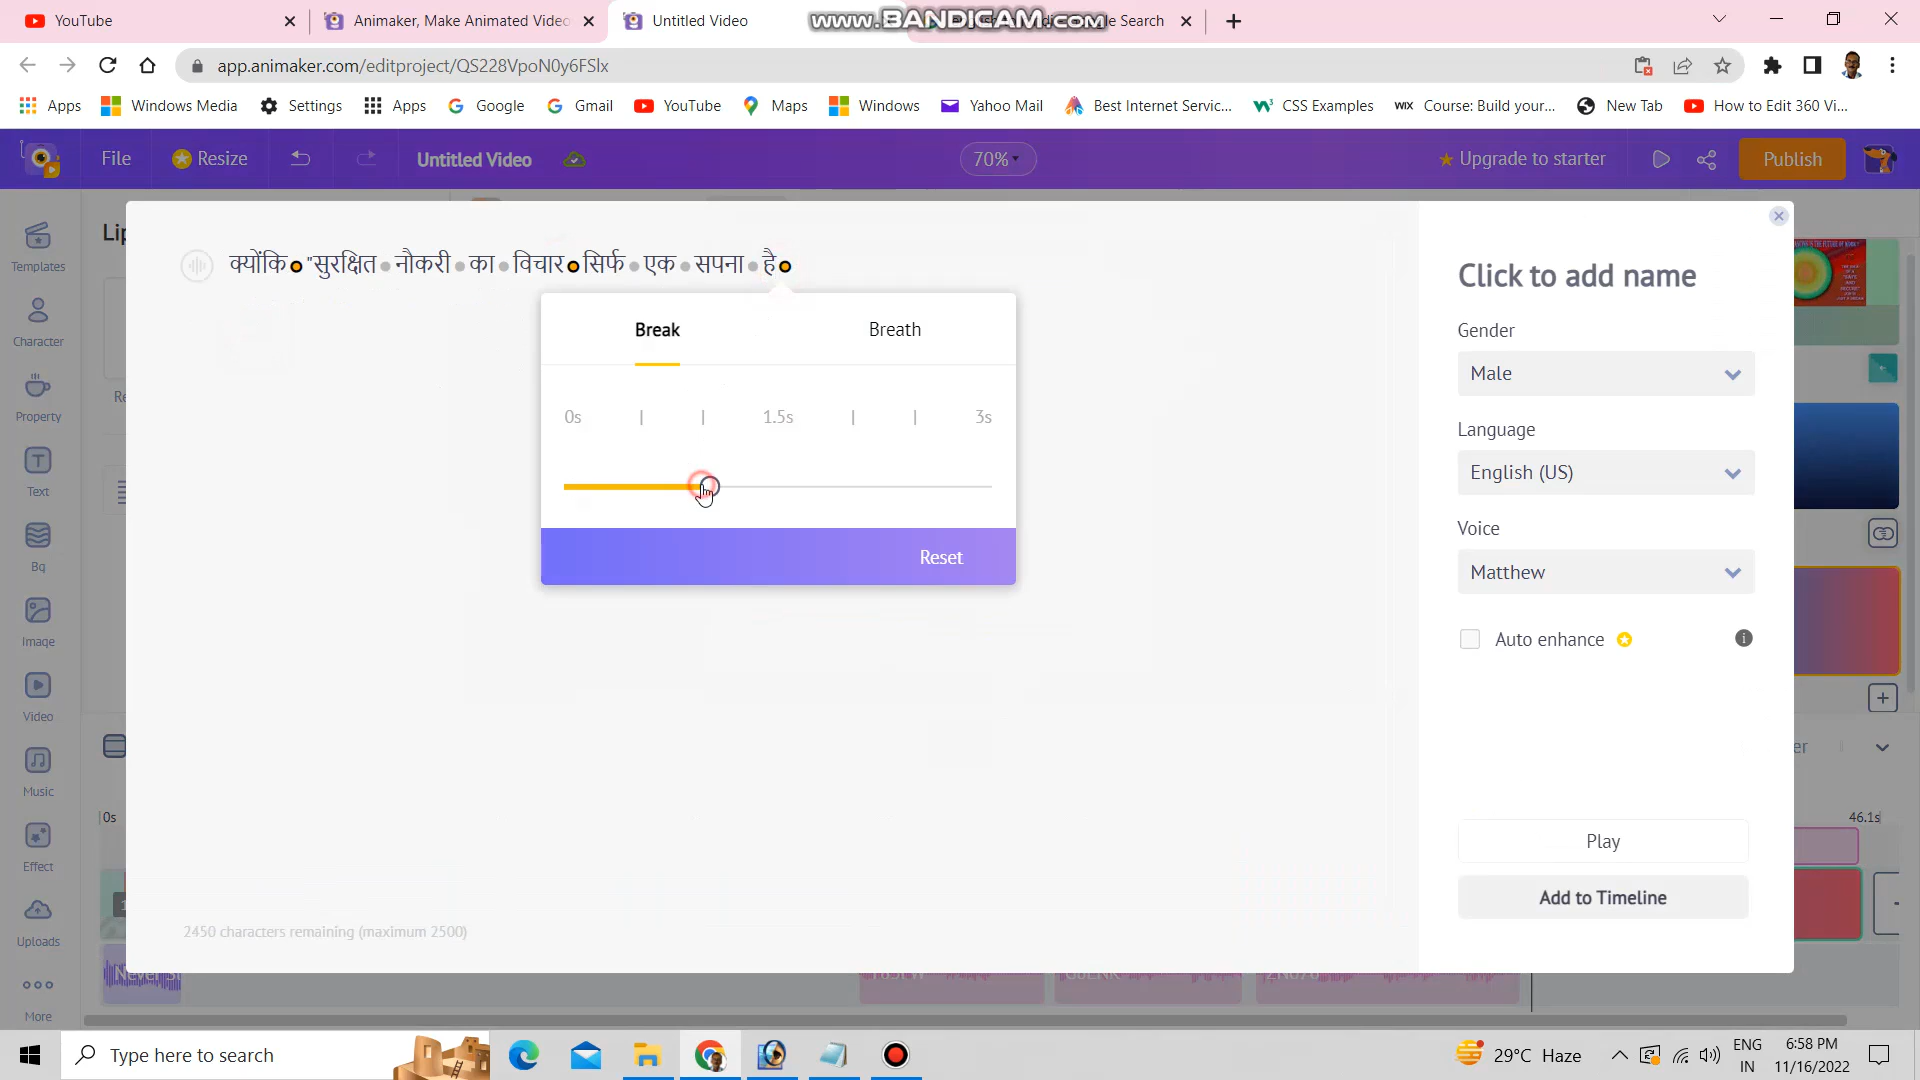 YouTube
Animaker, Make Animated Video
Untitled Video
www.BANDICAM.com
gle Search
app.animaker.com/editproject/QS228VpoN0y6FSlx
Apps
Windows Media
Settings
Apps
Google
Gmail
YouTube
Maps
Windows
Yahoo Mail
Best Internet Servic...
CSS Examples
Course: Build your...
New Tab
How to Edit 360 Vi...
File
Resize
Untitled Video
70%
Upgrade to starter
Publish
Templates
Character
Property
Text
Bg
Image
Video
Music
Effect
Uploads
More
क्योंकि "सुरक्षित नौकरी का विचार सिर्फ एक सपना है
Break
Breath
0s
1.5s
3s
Reset
2450 characters remaining (maximum 2500)
Click to add name
Gender
Male
Language
English (US)
Voice
Matthew
Auto enhance
Play
Add to Timeline
0s
46.1s
Type here to search
29°C Haze
ENG
IN
6:58 PM
11/16/2022